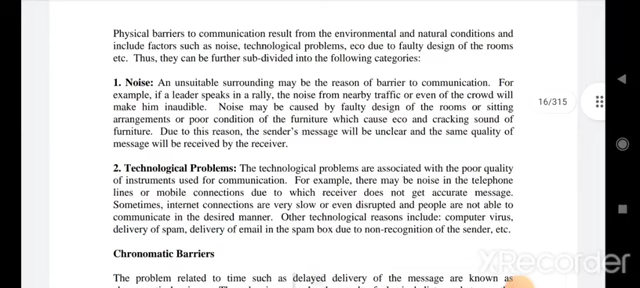 Physical barriers to communication result from the environmental and natural conditions and
include factors such as noise, technological problems, eco due to faulty design of the rooms
etc. Thus, they can be further sub-divided into the following categories:
1. Noise: An unsuitable surrounding may be the reason of barrier to communication. For
example, if a leader speaks in a rally, the noise from nearby traffic or even of the crowd will
make him inaudible. Noise may be caused by faulty design of the rooms or sitting
arrangements or poor condition of the furniture which cause eco and cracking sound of
furniture. Due to this reason, the sender's message will be unclear and the same quality of
message will be received by the receiver.
16/315
2. Technological Problems: The technological problems are associated with the poor quality
of instruments used for communication. For example, there may be noise in the telephone
lines or mobile connections due to which receiver does not get accurate message.
Sometimes, internet connections are very slow or even disrupted and people are not able to
communicate in the desired manner. Other technological reasons include: computer virus,
delivery of spam, delivery of email in the spam box due to non-recognition of the sender, etc.
Chronomatic Barriers
XRecorder
The problem related to time such as delayed delivery of the message are known as